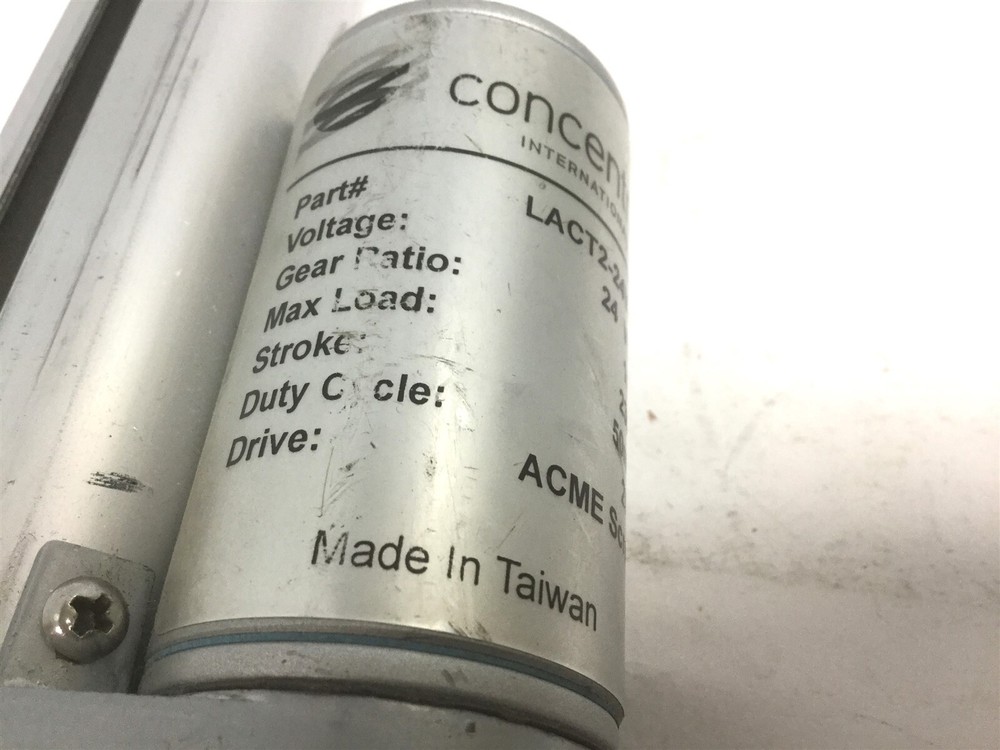 concent
INTERNATION
Part# LACT2-24
Voltage: 24
Gear Ratio:
Max Load:
Stroke:
Duty Cycle:
Drive: ACME Sc
Made In Taiwan